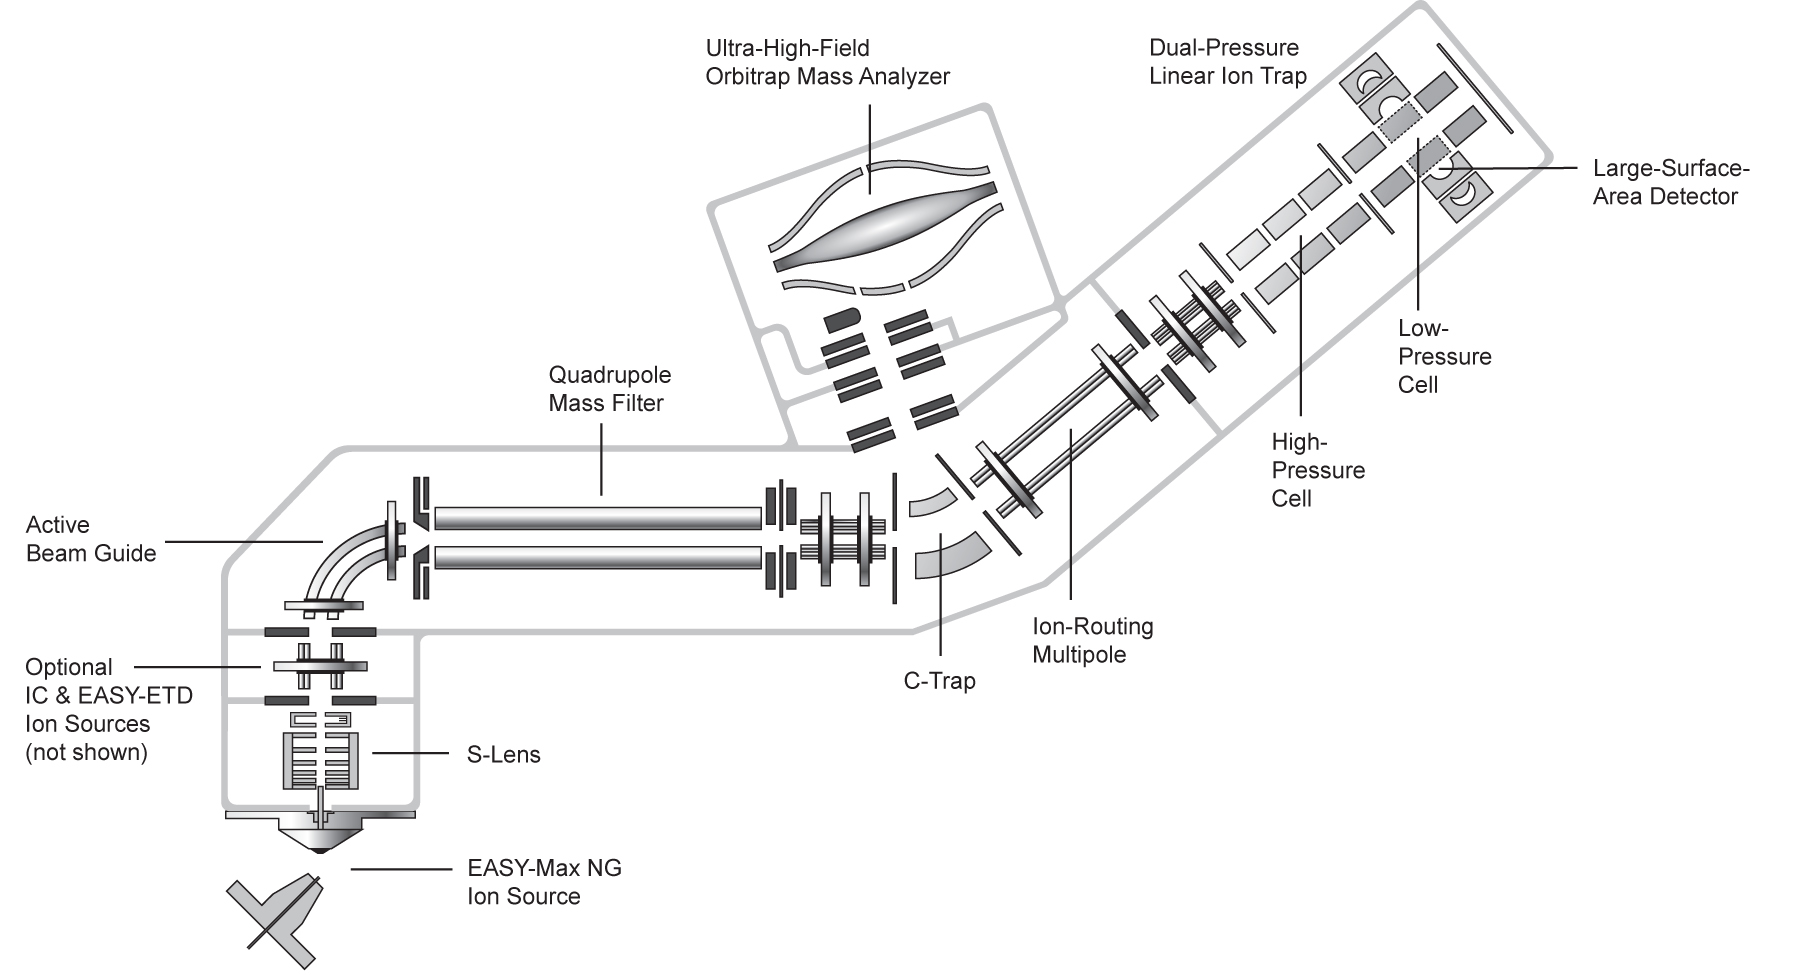 Ultra-High-Field
Orbitrap Mass Analyzer
Dual-Pressure
Linear Ion Trap
Large-Surface-
Area Detector
Low-
Pressure
Cell
Quadrupole
Mass Filter
High-
Pressure
Cell
Active
Beam Guide
Ion-Routing
Multipole
Optional
IC & EASY-ETD
Ion Sources
(not shown)
C-Trap
S-Lens
EASY-Max NG
Ion Source